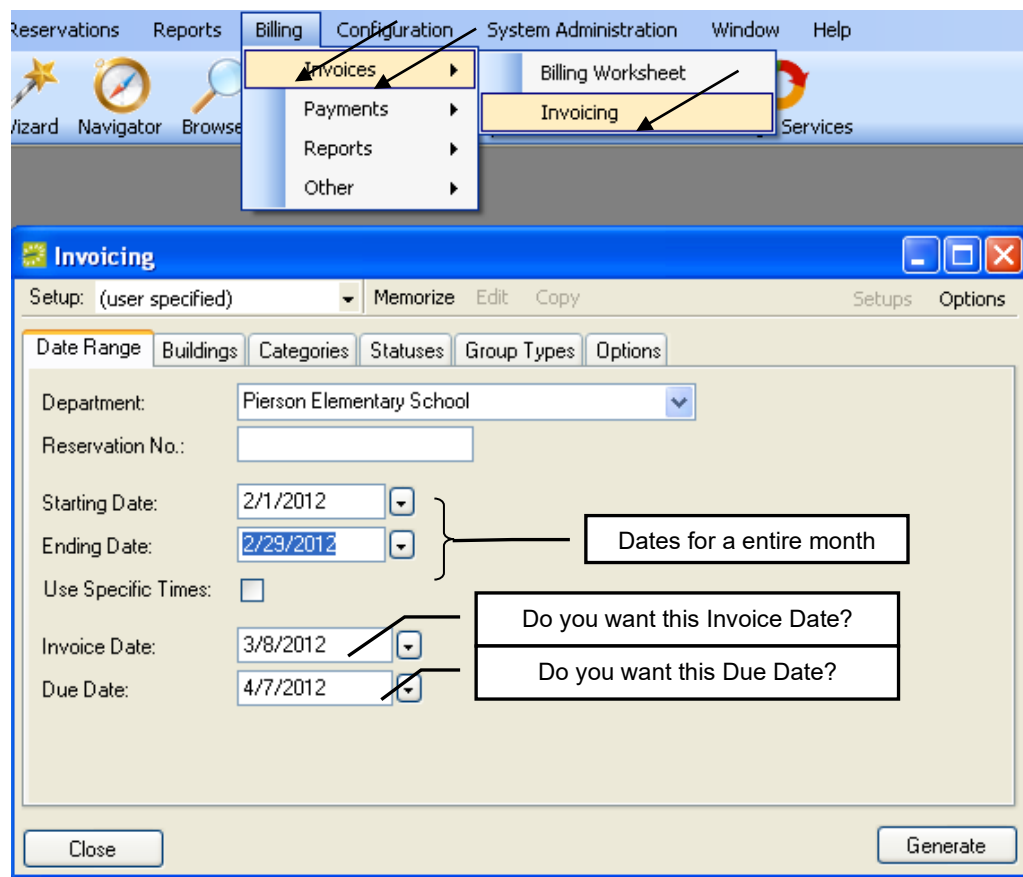 Reservations Reports Billing Configuration System Administration Window Help
Invoices Billing Worksheet
Payments Invoicing
Wizard Navigator Browse Services
Reports
Other
Invoicing
Setup: (user specified) Memorize Edit Copy Setups Options
Date Range Buildings Categories Statuses Group Types Options
Department: Pierson Elementary School
Reservation No.:
Starting Date: 2/1/2012
Ending Date: 2/29/2012
Dates for a entire month
Use Specific Times:
Do you want this Invoice Date?
Invoice Date: 3/8/2012
Do you want this Due Date?
Due Date: 4/7/2012
Close Generate